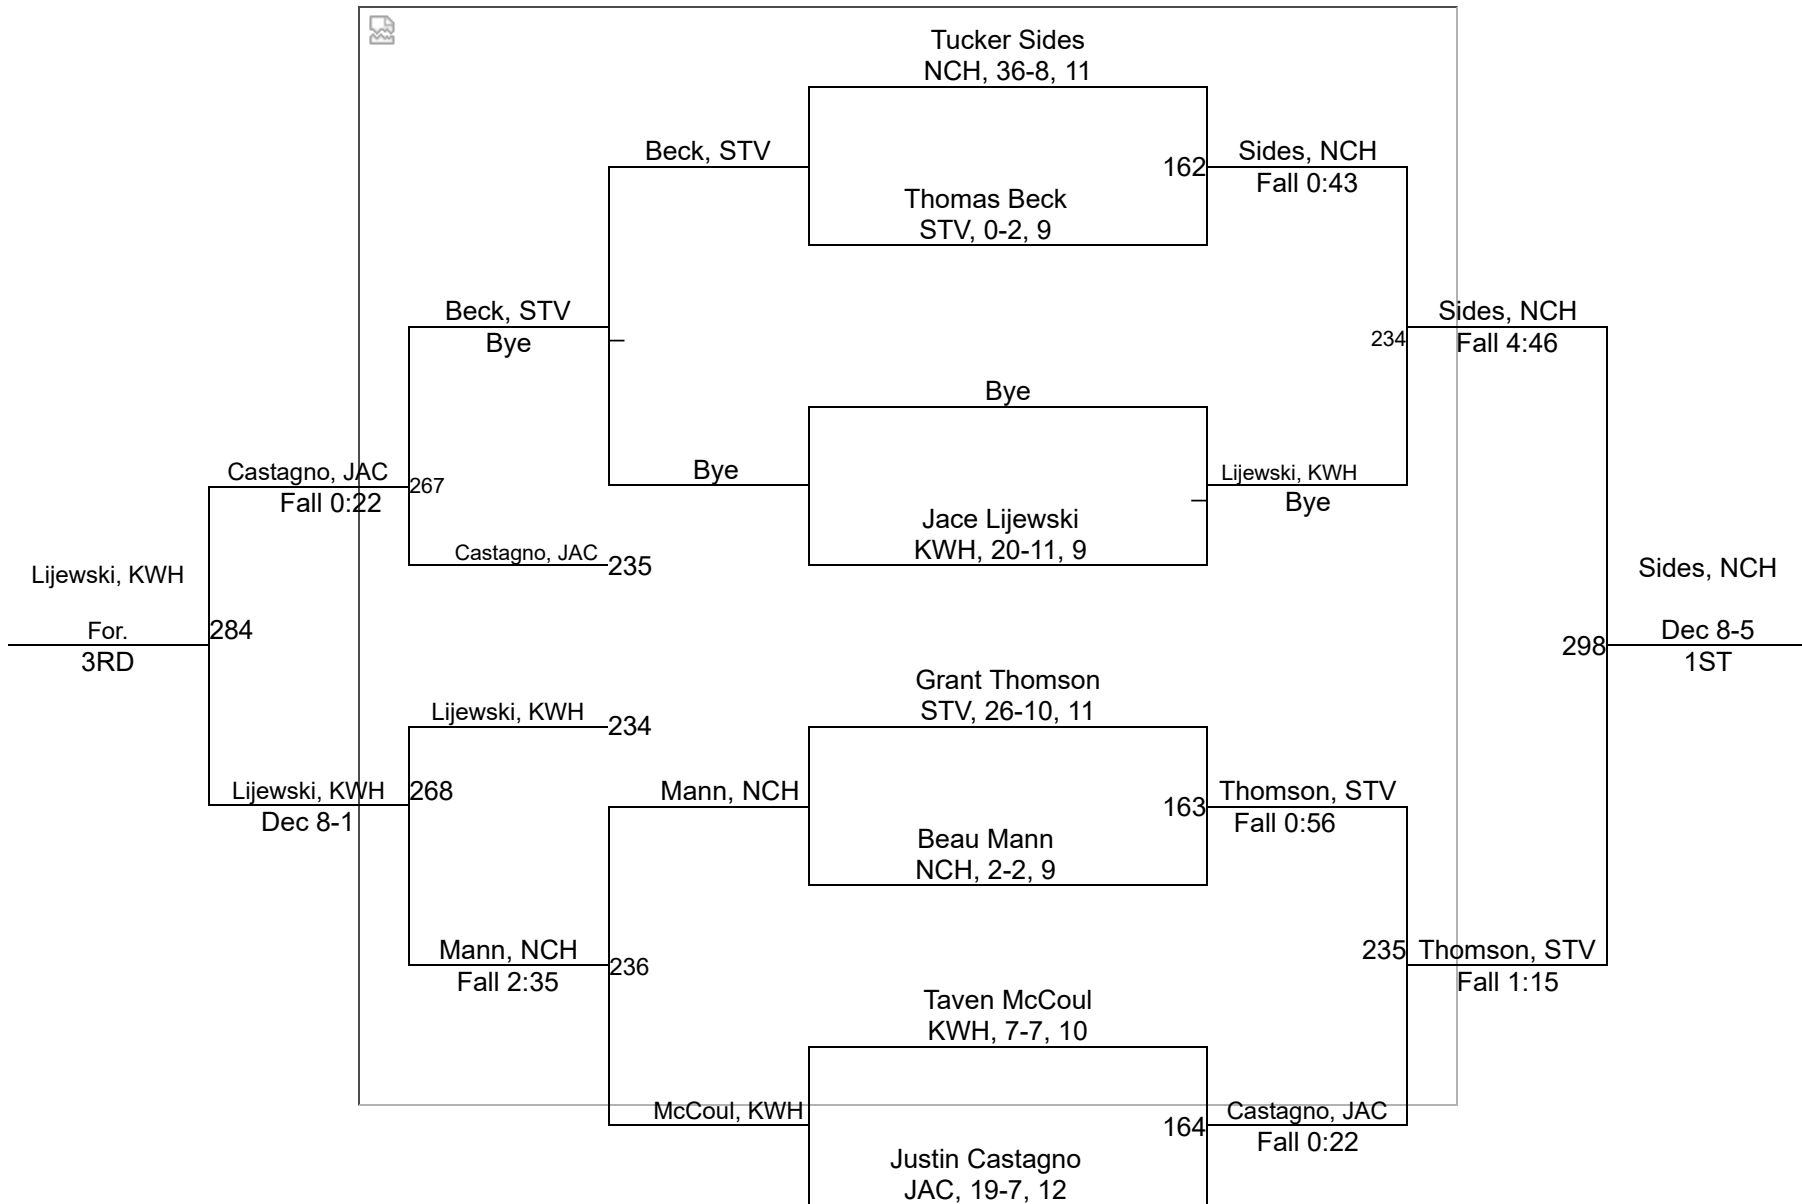 Tucker Sides
NCH, 36-8, 11
Beck, STV
162
Sides, NCH
Fall 0:43
Thomas Beck
STV, 0-2, 9
Beck, STV
Bye
Sides, NCH
Fall 4:46
234
Bye
Castagno, JAC
Fall 0:22
267
Bye
Lijewski, KWH
Bye
Jace Lijewski
KWH, 20-11, 9
Castagno, JAC
235
Lijewski, KWH
For.
3RD
284
Sides, NCH
298
Dec 8-5
1ST
Grant Thomson
STV, 26-10, 11
Lijewski, KWH
234
Lijewski, KWH
Dec 8-1
268
Mann, NCH
163
Thomson, STV
Fall 0:56
Beau Mann
NCH, 2-2, 9
Mann, NCH
Fall 2:35
236
235
Thomson, STV
Fall 1:15
Taven McCoul
KWH, 7-7, 10
McCoul, KWH
164
Castagno, JAC
Fall 0:22
Justin Castagno
JAC, 19-7, 12